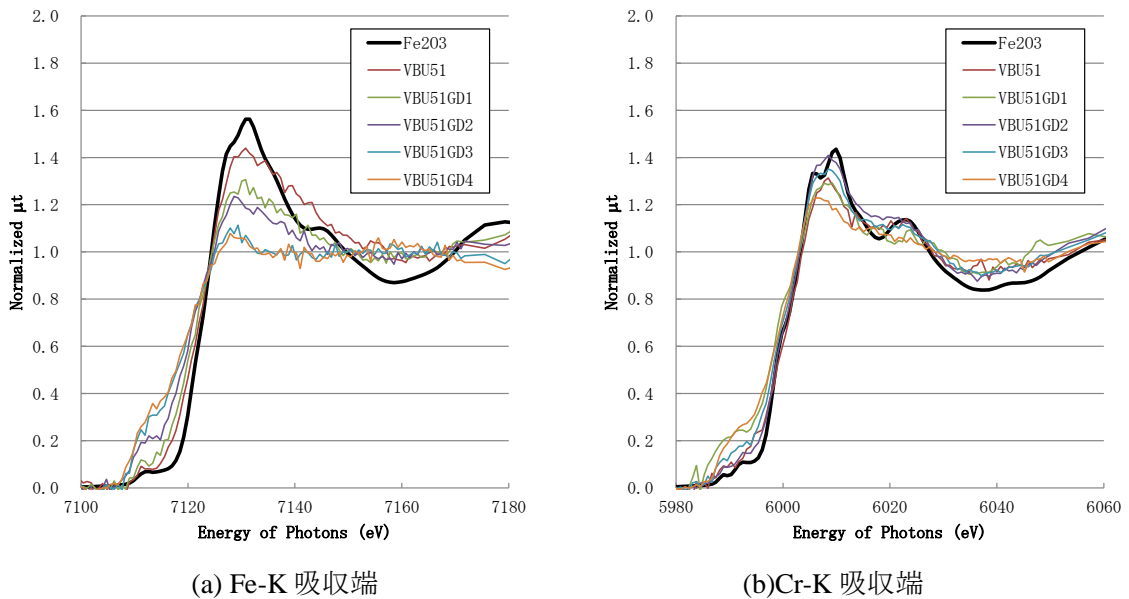 2.0
1.8
1.6
1.4
1.2
1.0
0.8
0.6
0.4
0.2
0.0
Normalized μt
Fe2O3
VBU51
VBU51GD1
VBU51GD2
VBU51GD3
VBU51GD4
7100 7120 7140 7160 7180
Energy of Photons (eV)
(a) Fe-K 吸収端
2.0
1.8
1.6
1.4
1.2
1.0
0.8
0.6
0.4
0.2
0.0
Normalized μt
Fe2O3
VBU51
VBU51GD1
VBU51GD2
VBU51GD3
VBU51GD4
5980 6000 6020 6040 6060
Energy of Photons (eV)
(b)Cr-K 吸収端